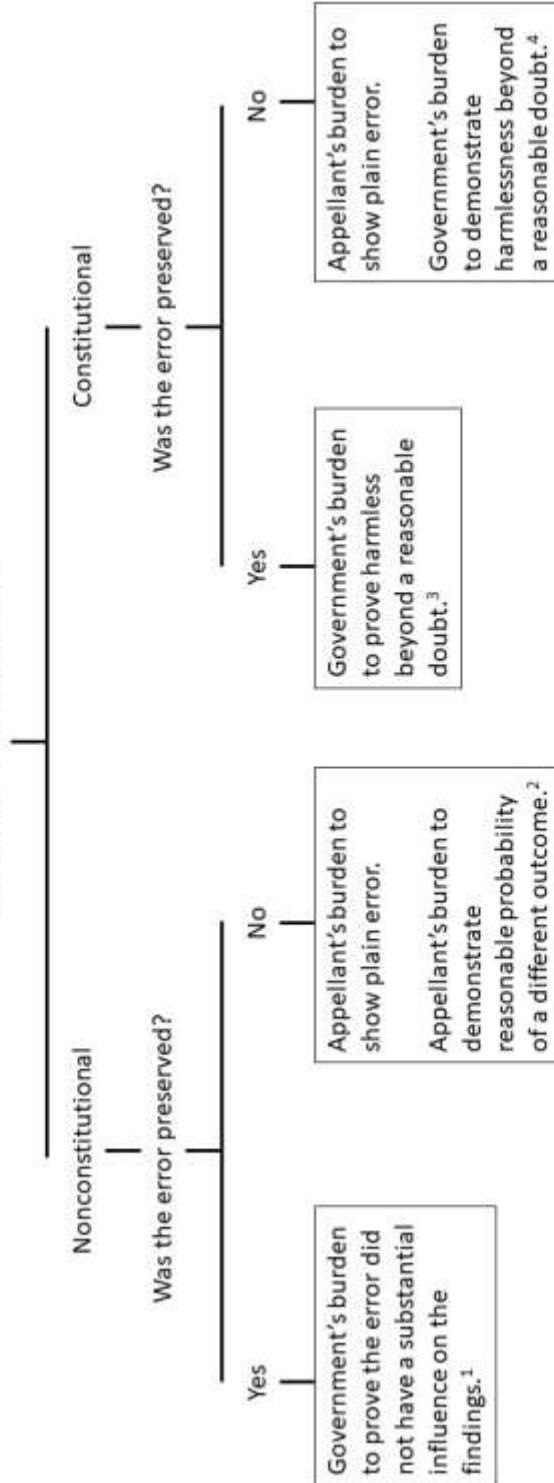 Nonconstitutional
Constitutional
Was the error preserved?
Was the error preserved?
Yes
No
Yes
No
Government's burden
to prove the error did
not have a substantial
influence on the
findings.¹
Appellant's burden to
show plain error.
Appellant's burden to
demonstrate
reasonable probability
of a different outcome.²
Government's burden
to prove harmless
beyond a reasonable
doubt.³
Appellant's burden to
show plain error.
Government's burden
to demonstrate
harmlessness beyond
a reasonable doubt.⁴